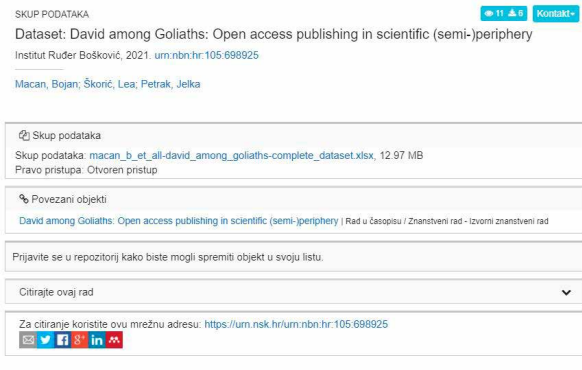 SKUP PODATAKA
11 6 Kontakt
Dataset: David among Goliaths: Open access publishing in scientific (semi-)periphery
Institut Ruđer Bošković, 2021. urn:nbn:hr:105:698925
Macan, Bojan; Škorić, Lea; Petrak, Jelka
Skup podataka
Skup podataka: macan_b_et_all-david_among_goliaths-complete_dataset.xlsx, 12.97 MB
Pravo pristupa: Otvoren pristup
Povezani objekti
David among Goliaths: Open access publishing in scientific (semi-)periphery | Rad u časopisu / Znanstveni rad - Izvorni znanstveni rad
Prijavite se u repozitorij kako biste mogli spremiti objekt u svoju listu.
Citirajte ovaj rad
Za citiranje koristite ovu mrežnu adresu: https://urn.nsk.hr/urn:nbn:hr:105:698925